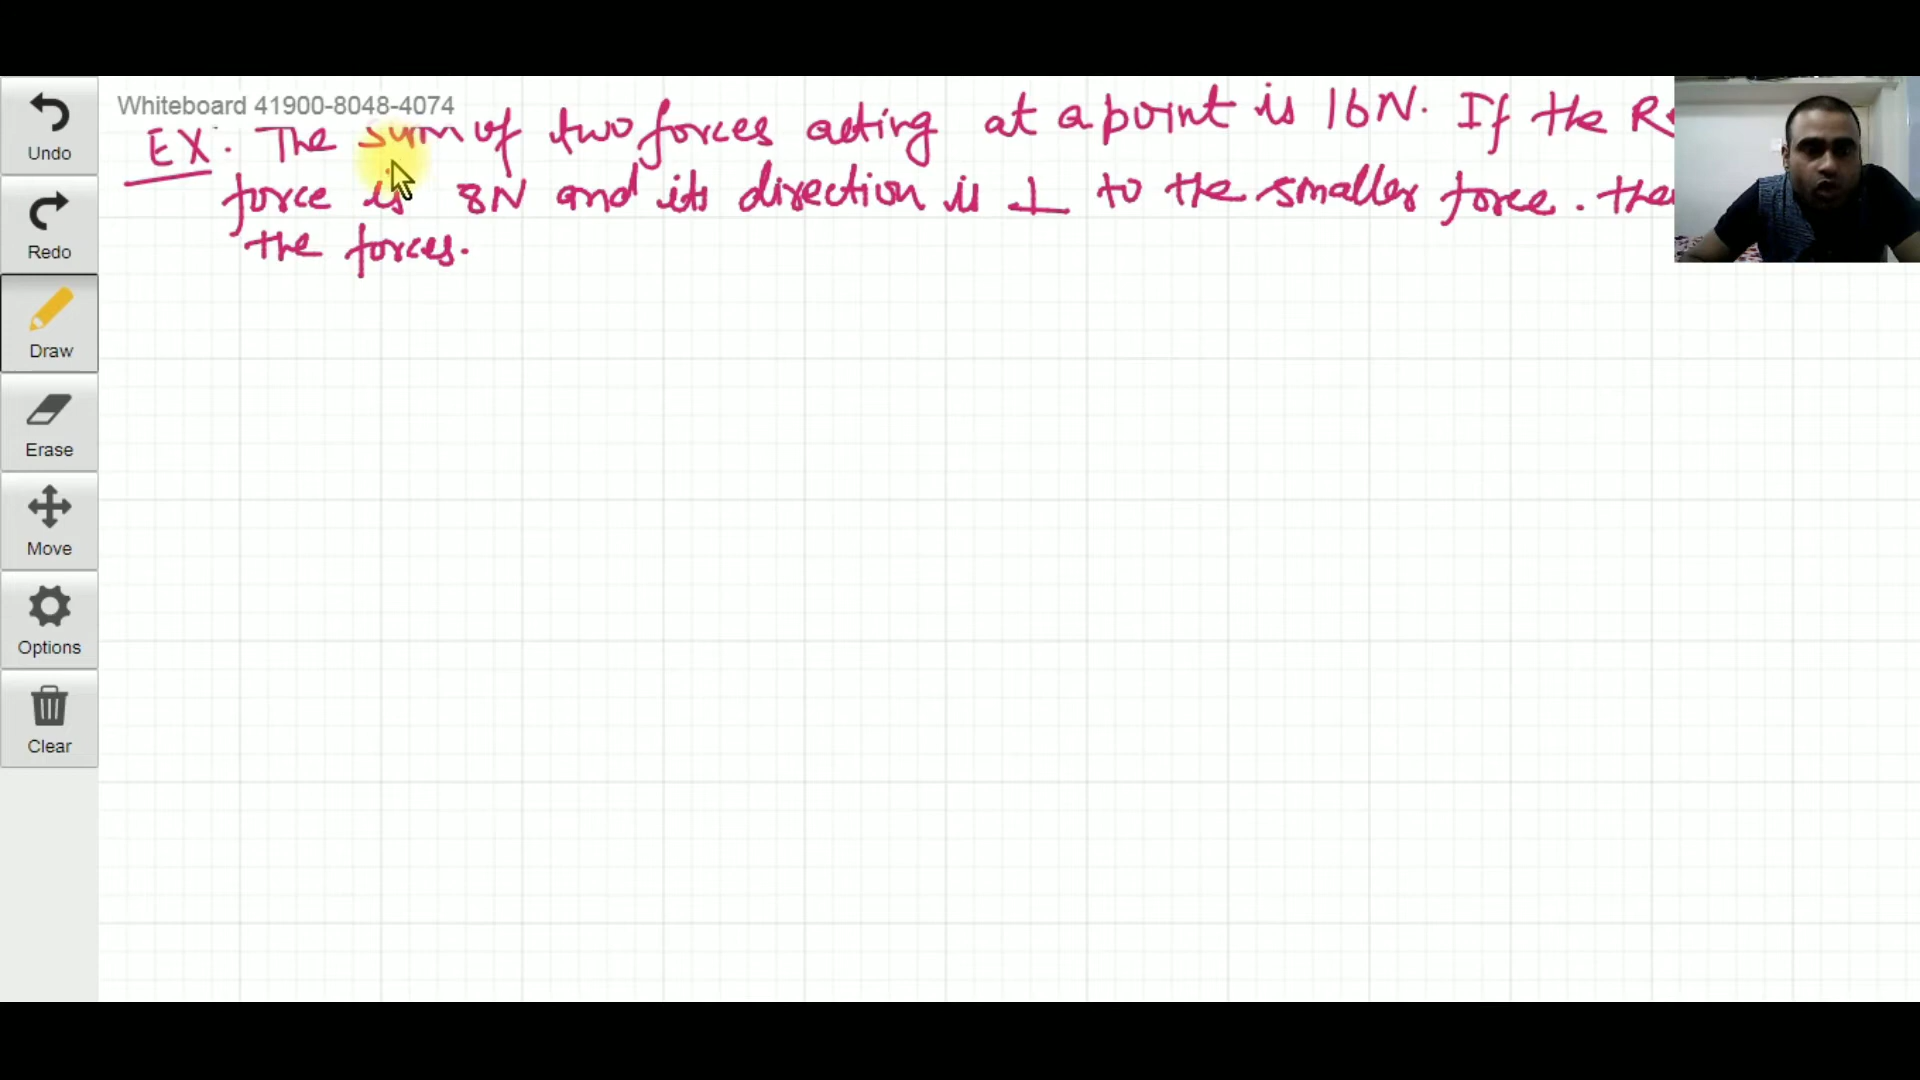 Whiteboard 41900-8048-4074
EX: The sum of two forces acting at a point is 16N. If the
force is 8N and its direction is ⊥ to the smaller force. 
the forces.
Undo
Redo
Draw
Erase
Move
Options
Clear